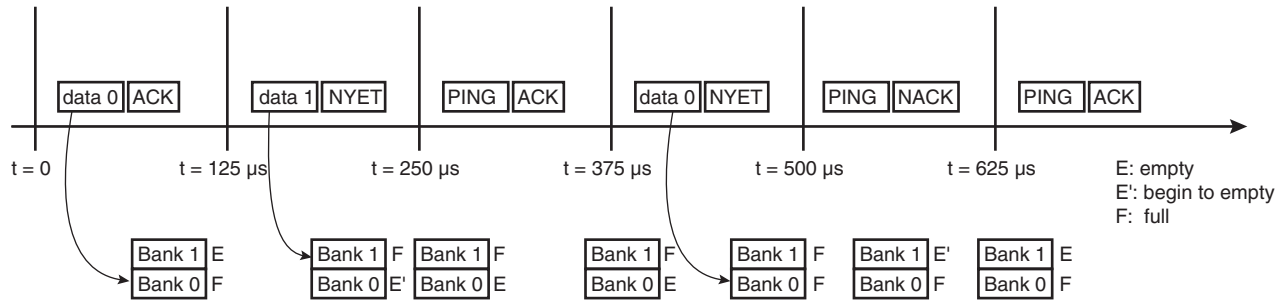 data 0 ACK data 1 NYET PING ACK data 0 NYET PING NACK PING ACK
t = 0 t = 125 μs t = 250 μs t = 375 μs t = 500 μs t = 625 μs
E: empty
E': begin to empty
F: full
Bank 1 E Bank 1 F Bank 1 F Bank 1 F Bank 1 F Bank 1 E' Bank 1 E
Bank 0 F Bank 0 E' Bank 0 E Bank 0 E Bank 0 F Bank 0 F Bank 0 F